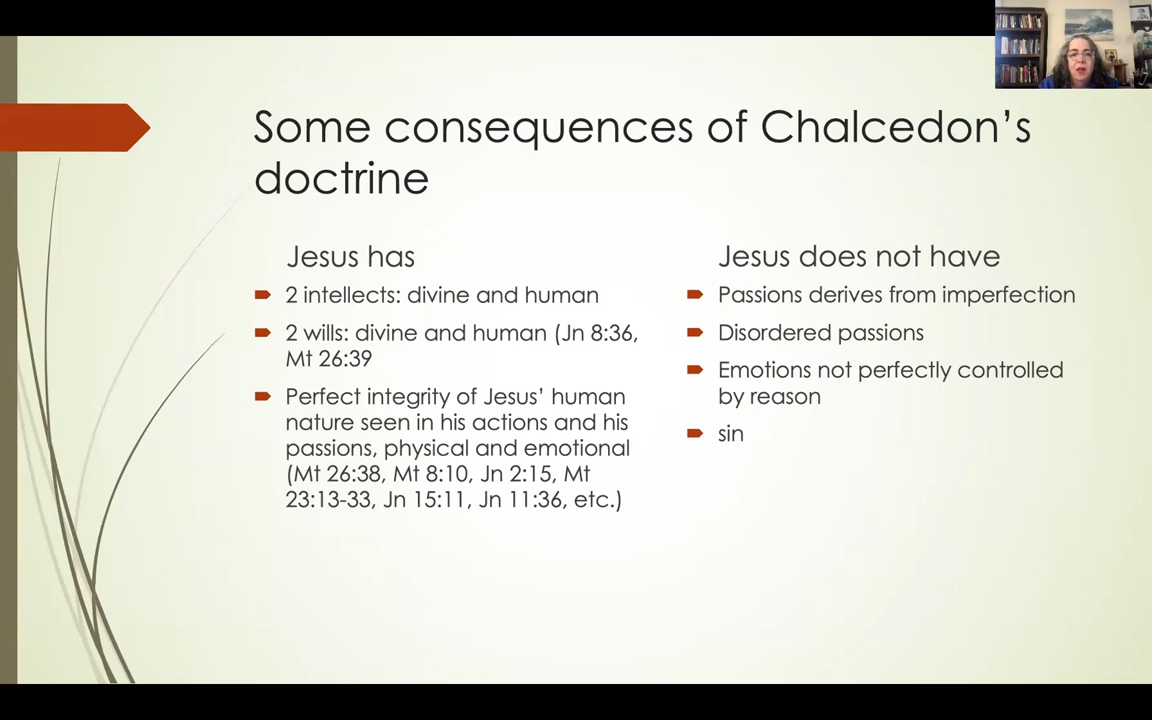 Some consequences of Chalcedon's
doctrine
Jesus has
2 intellects: divine and human
2 wills: divine and human (Jn 8:36,
Mt 26:39
Perfect integrity of Jesus' human
nature seen in his actions and his
passions, physical and emotional
(Mt 26:38, Mt 8:10, Jn 2:15, Mt
23:13-33, Jn 15:11, Jn 11:36, etc.)
Jesus does not have
Passions derives from imperfection
Disordered passions
Emotions not perfectly controlled
by reason
sin